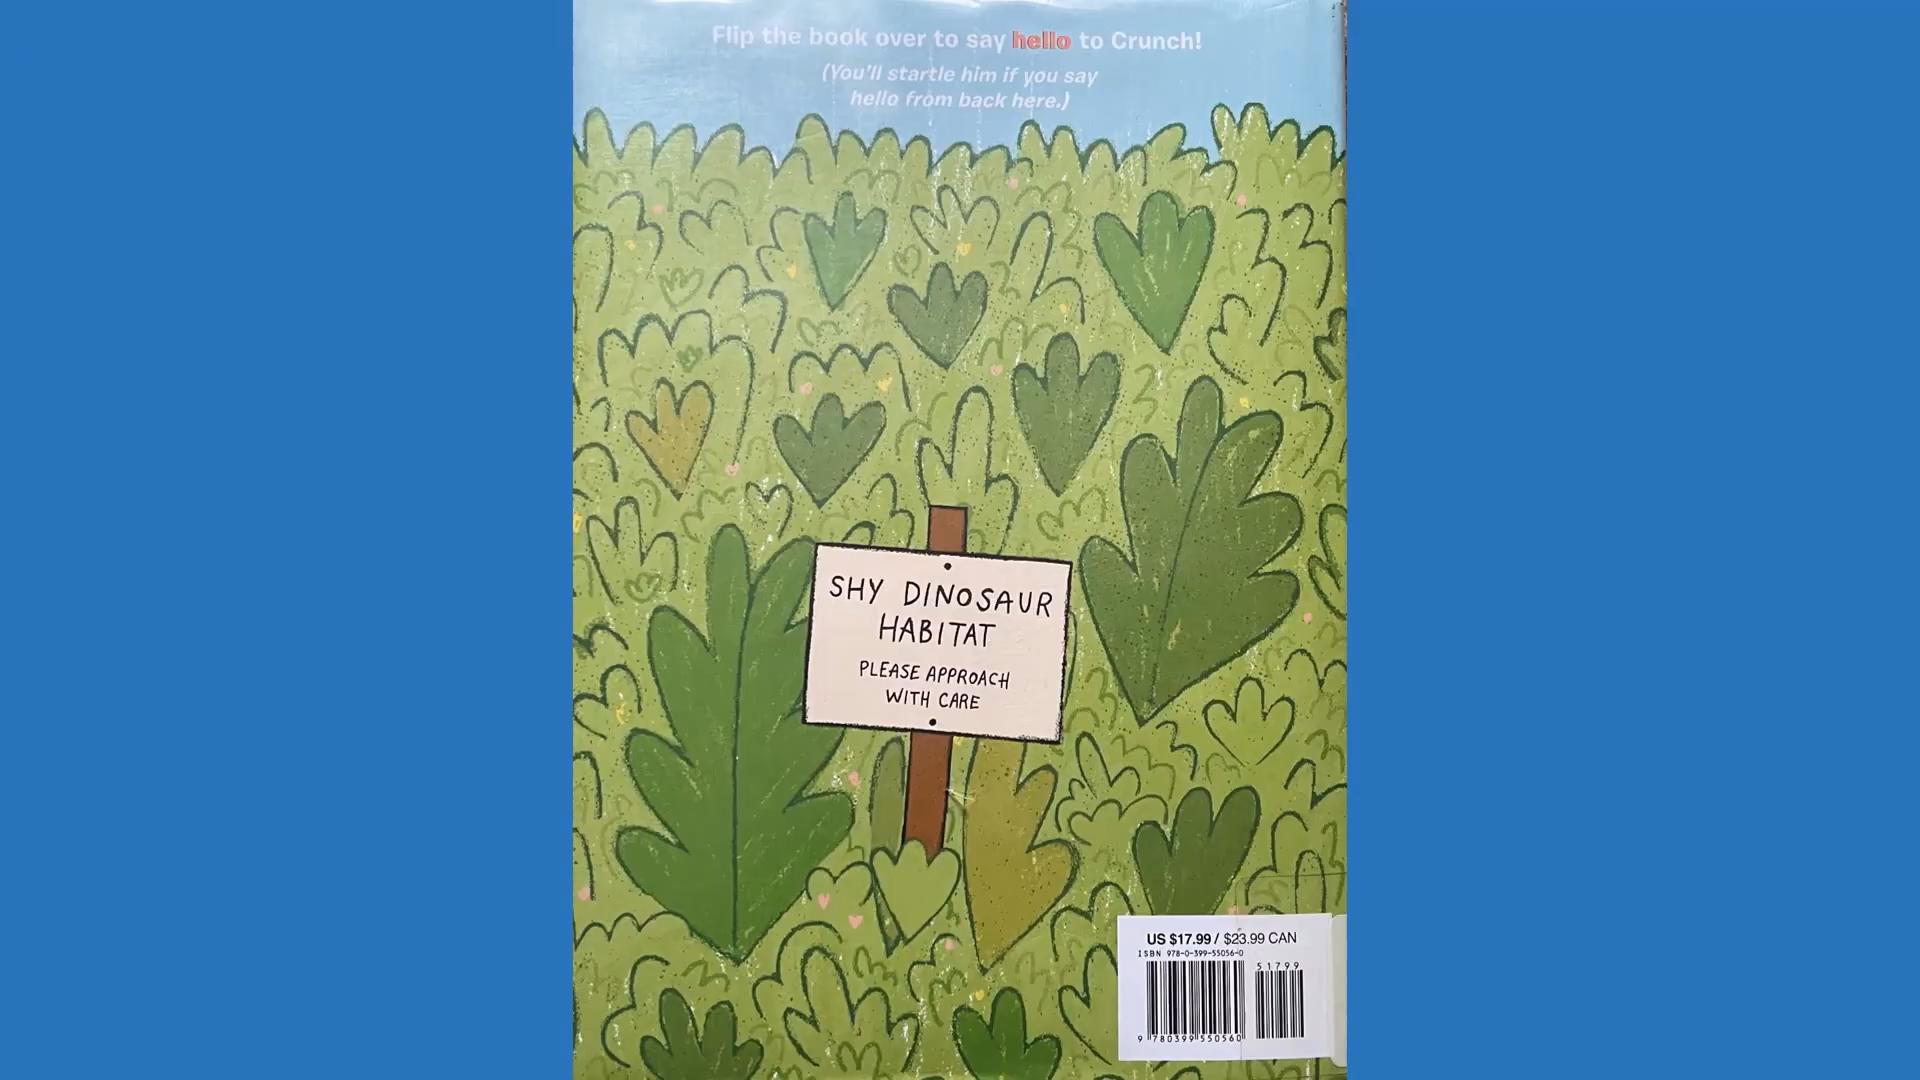 Flip the book over to say hello to Crunch!
(You'll startle him if you say
hello from back here.)
SHY DINOSAUR
HABITAT
PLEASE APPROACH
WITH CARE
US $17.99 / $23.99 CAN
ISBN 978-0-399-55056-0
51799
9 780399 550560